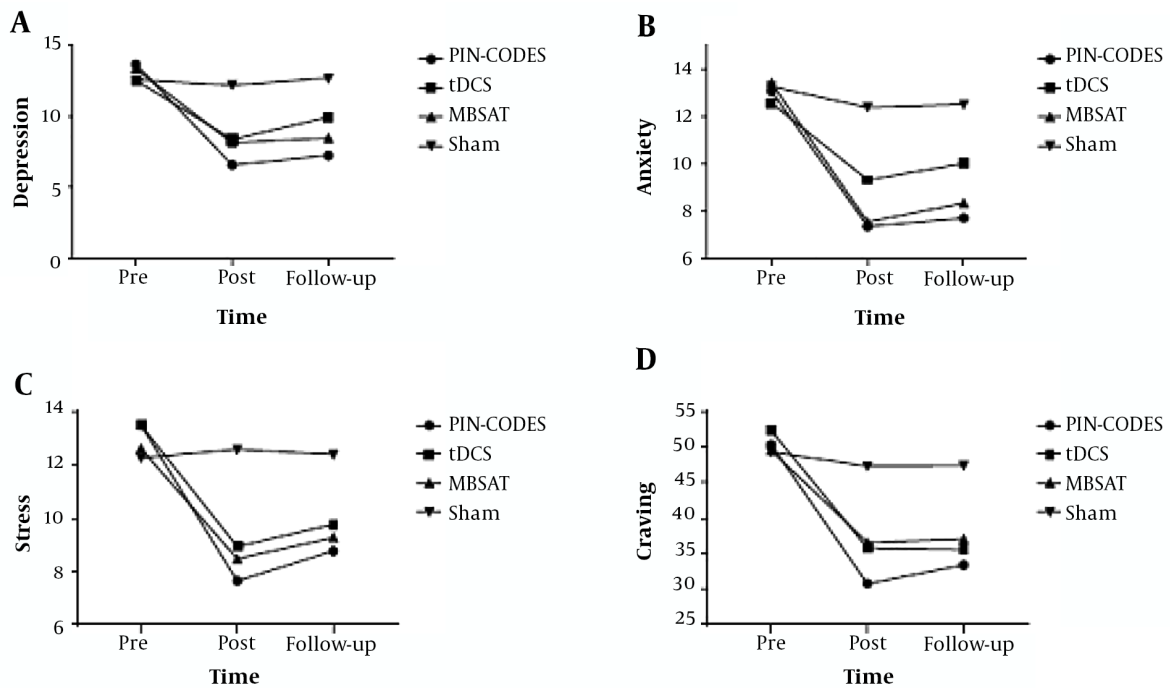 A
15
10
5
0
Depression
Pre Post Follow-up
Time
PIN-CODES
tDCS
MBSAT
Sham
B
14
12
10
8
6
Anxiety
Pre Post Follow-up
Time
PIN-CODES
tDCS
MBSAT
Sham
C
14
12
10
8
6
Stress
Pre Post Follow-up
Time
PIN-CODES
tDCS
MBSAT
Sham
D
55
50
45
40
35
30
25
Craving
Pre Post Follow-up
Time
PIN-CODES
tDCS
MBSAT
Sham